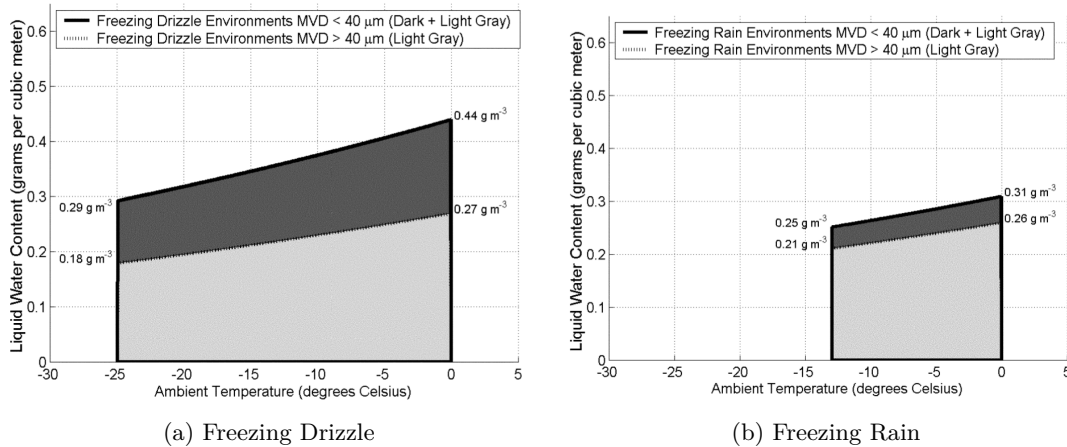 Freezing Drizzle Environments MVD < 40 μm (Dark + Light Gray)
Freezing Drizzle Environments MVD > 40 μm (Light Gray)
Liquid Water Content (grams per cubic meter)
0.6
0.5
0.4
0.3
0.2
0.1
0
0.44 g m⁻³
0.29 g m⁻³
0.27 g m⁻³
0.18 g m⁻³
-30 -25 -20 -15 -10 -5 0 5
Ambient Temperature (degrees Celsius)
(a) Freezing Drizzle
Freezing Rain Environments MVD < 40 μm (Dark + Light Gray)
Freezing Rain Environments MVD > 40 μm (Light Gray)
Liquid Water Content (grams per cubic meter)
0.6
0.5
0.4
0.3
0.2
0.1
0
0.31 g m⁻³
0.25 g m⁻³
0.26 g m⁻³
0.21 g m⁻³
-30 -25 -20 -15 -10 -5 0 5
Ambient Temperature (degrees Celsius)
(b) Freezing Rain